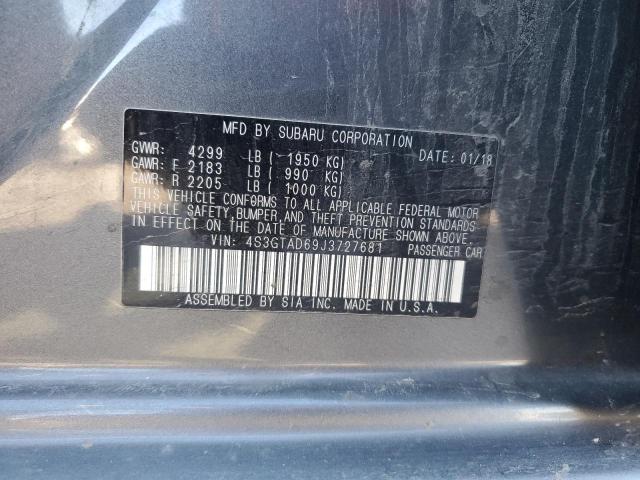 MFD BY SUBARU CORPORATION
GVWR: 4299 LB ( 1950 KG) DATE: 01/18
GAWR: F 2183 LB ( 990 KG)
GAWR: R 2205 LB ( 1000 KG)
THIS VEHICLE CONFORMS TO ALL APPLICABLE FEDERAL MOTOR
VEHICLE SAFETY, BUMPER, AND THEFT PREVENTION STANDARDS
IN EFFECT ON THE DATE OF MANUFACTURE SHOWN ABOVE.
VIN: 4S3GTAD69J3727681 PASSENGER CAR
ASSEMBLED BY SIA INC. MADE IN U.S.A.